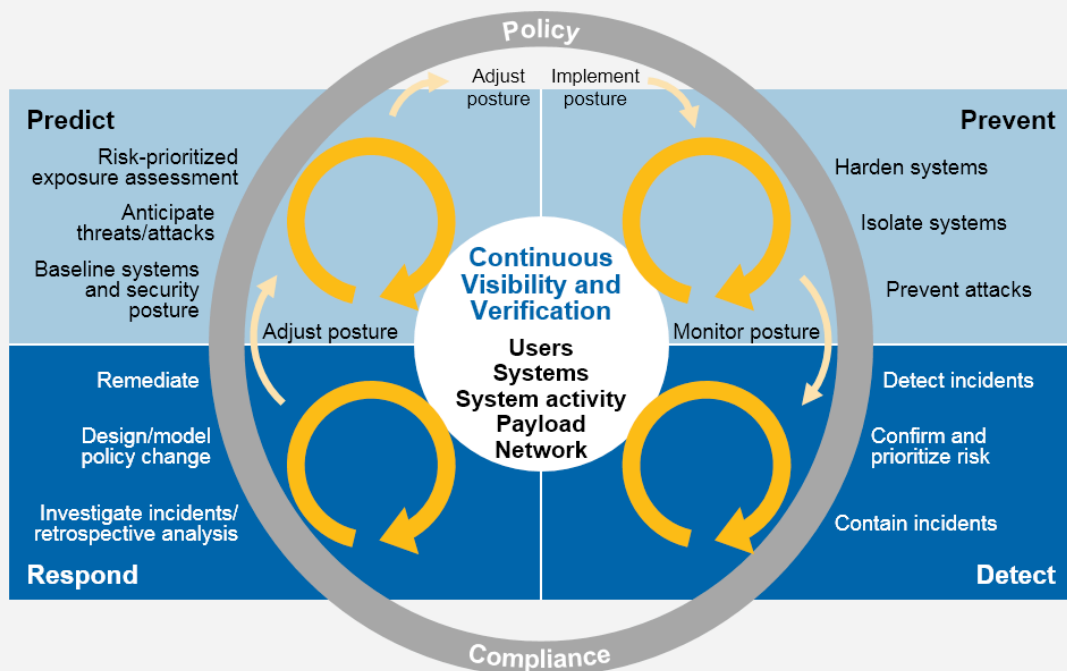 Policy
Adjust
posture
Implement
posture
Predict
Risk-prioritized
exposure assessment
Anticipate
threats/attacks
Baseline systems
and security
posture
Prevent
Harden systems
Isolate systems
Prevent attacks
Continuous
Visibility and
Verification
Users
Systems
System activity
Payload
Network
Adjust posture
Monitor posture
Remediate
Design/model
policy change
Investigate incidents/
retrospective analysis
Respond
Detect incidents
Confirm and
prioritize risk
Contain incidents
Detect
Compliance